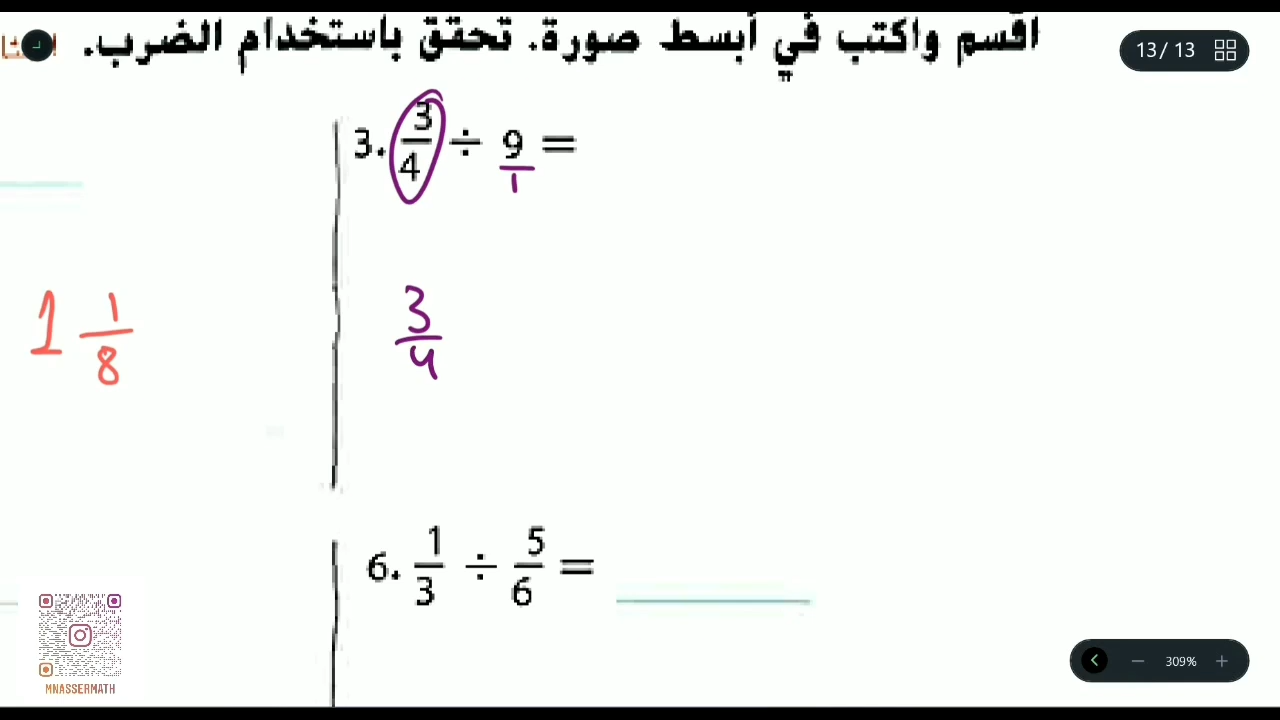 اقسم واكتب في أبسط صورة. تحقق باستخدام الضرب.
13/ 13
3. 3/4 ÷ 9/1 =
1 1/8
3/4
6. 1/3 ÷ 5/6 =
MNASSERMATH
309%